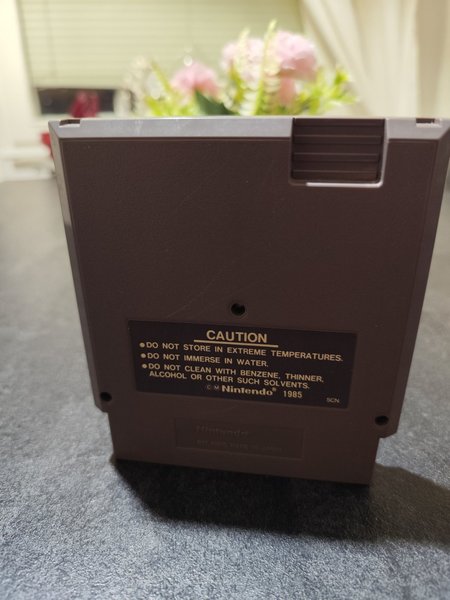 CAUTION
●DO NOT STORE IN EXTREME TEMPERATURES.
●DO NOT IMMERSE IN WATER.
●DO NOT CLEAN WITH BENZENE, THINNER,
ALCOHOL OR OTHER SUCH SOLVENTS.
©M Nintendo® 1985
SCN
Nintendo